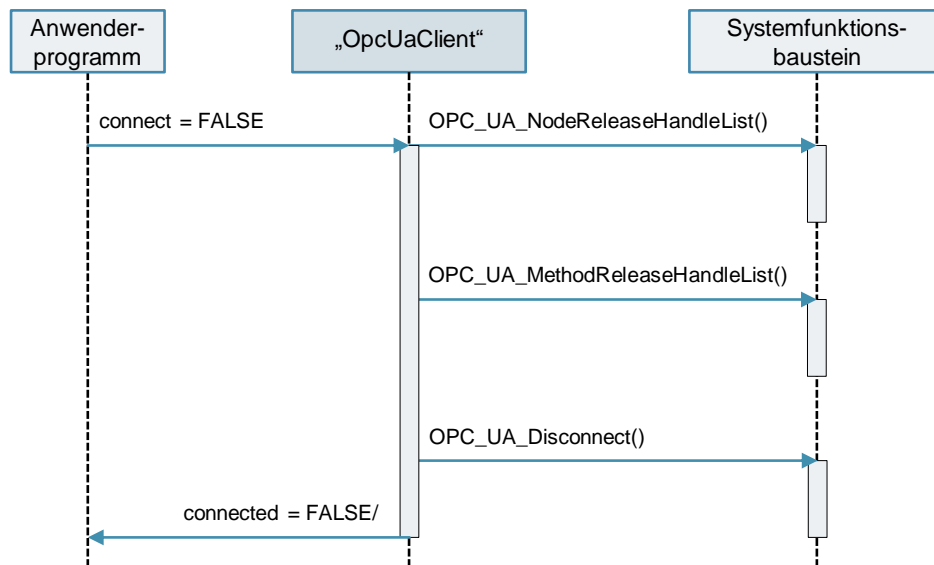 Anwender-
programm
„OpcUaClient“
Systemfunktions-
baustein
connect = FALSE
OPC_UA_NodeReleaseHandleList()
OPC_UA_MethodReleaseHandleList()
OPC_UA_Disconnect()
connected = FALSE/